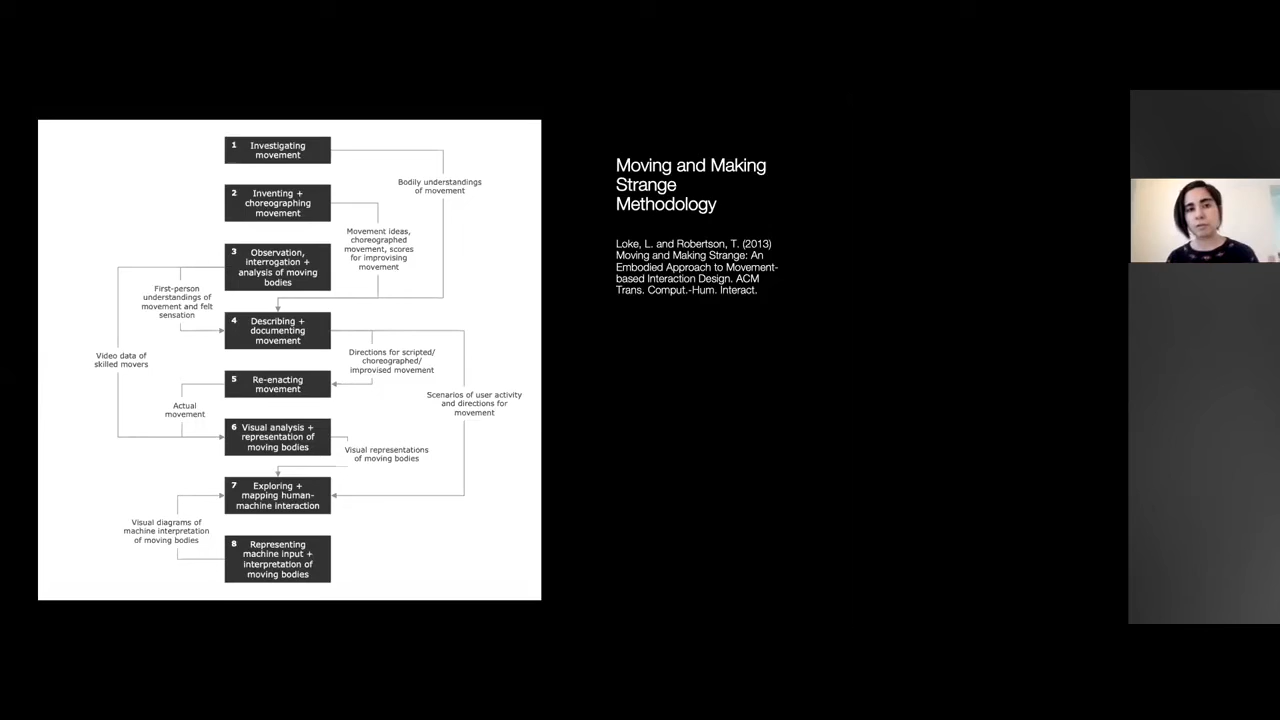 1 Investigating
movement
Bodily understandings
of movement
2 Inventing +
choreographing
movement
Movement ideas,
choreographed
movement, scores
for improvising
movement
3 Observation,
interrogation +
analysis of moving
bodies
First-person
understandings of
movement and felt
sensation
4 Describing +
documenting
movement
Video data of
skilled movers
Directions for scripted/
choreographed/
improvised movement
5 Re-enacting
movement
Actual
movement
Scenarios of user activity
and directions for
movement
6 Visual analysis +
representation of
moving bodies
Visual representations
of moving bodies
7 Exploring +
mapping human-
machine interaction
Visual diagrams of
machine interpretation
of moving bodies
8 Representing
machine input +
interpretation of
moving bodies
Moving and Making
Strange
Methodology
Loke, L. and Robertson, T. (2013)
Moving and Making Strange: An
Embodied Approach to Movement-
based Interaction Design. ACM
Trans. Comput.-Hum. Interact.